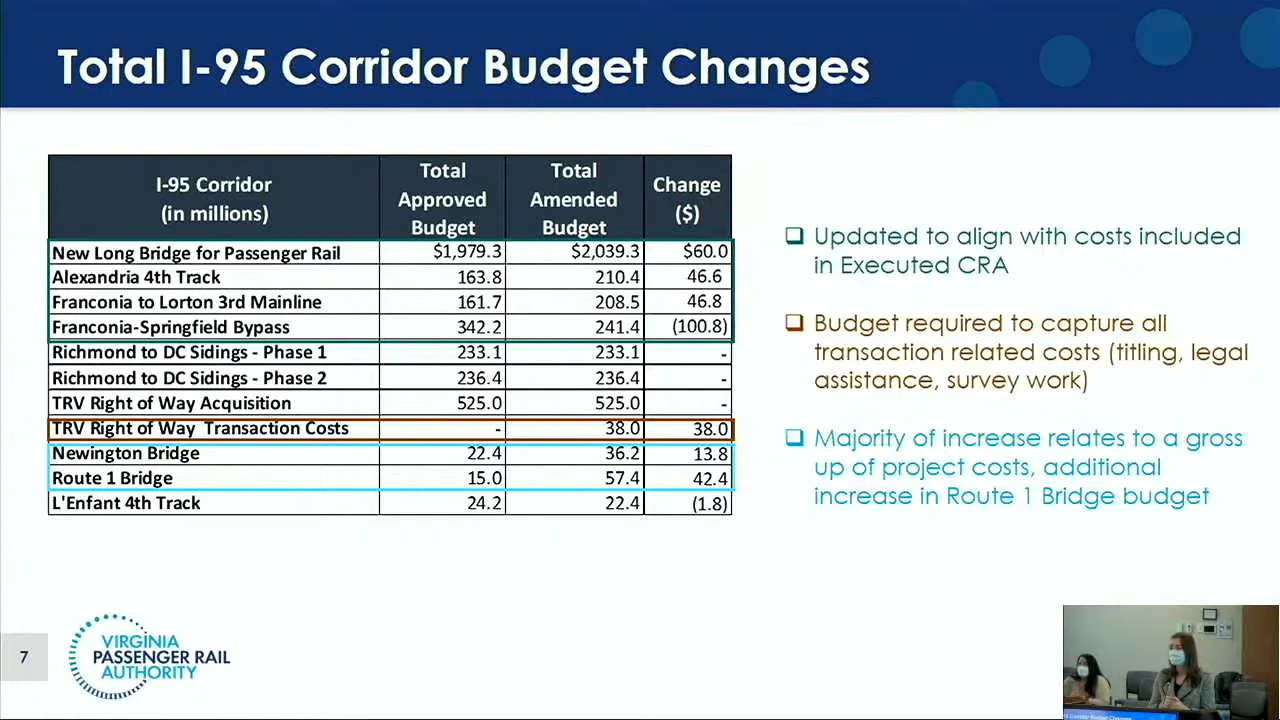 Total I-95 Corridor Budget Changes
I-95 Corridor
(in millions)
Total
Approved
Budget
Total
Amended
Budget
Change
($)
New Long Bridge for Passenger Rail $1,979.3 $2,039.3 $60.0
Alexandria 4th Track 163.8 210.4 46.6
Franconia to Lorton 3rd Mainline 161.7 208.5 46.8
Franconia-Springfield Bypass 342.2 241.4 (100.8)
Richmond to DC Sidings - Phase 1 233.1 233.1 -
Richmond to DC Sidings - Phase 2 236.4 236.4 -
TRV Right of Way Acquisition 525.0 525.0 -
TRV Right of Way Transaction Costs - 38.0 38.0
Newington Bridge 22.4 36.2 13.8
Route 1 Bridge 15.0 57.4 42.4
L'Enfant 4th Track 24.2 22.4 (1.8)
Updated to align with costs included
in Executed CRA
Budget required to capture all
transaction related costs (titling, legal
assistance, survey work)
Majority of increase relates to a gross
up of project costs, additional
increase in Route 1 Bridge budget
7
VIRGINIA
PASSENGER RAIL
AUTHORITY
Corridor Budget Changes